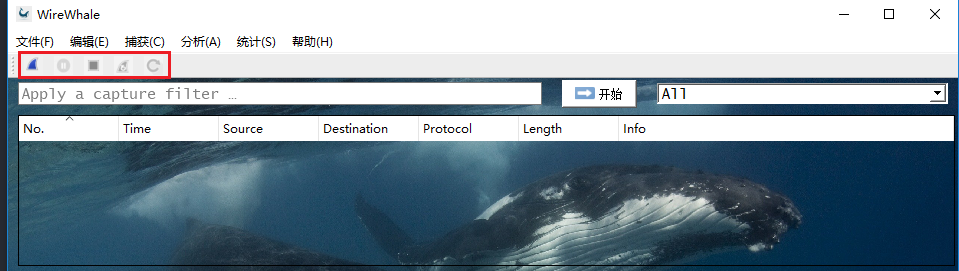 WireWhale
文件(F) 编辑(E) 捕获(C) 分析(A) 统计(S) 帮助(H)
Apply a capture filter … 开始 All
No. Time Source Destination Protocol Length Info